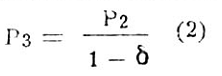 P₃ = P₂ / (1 − δ) (2)